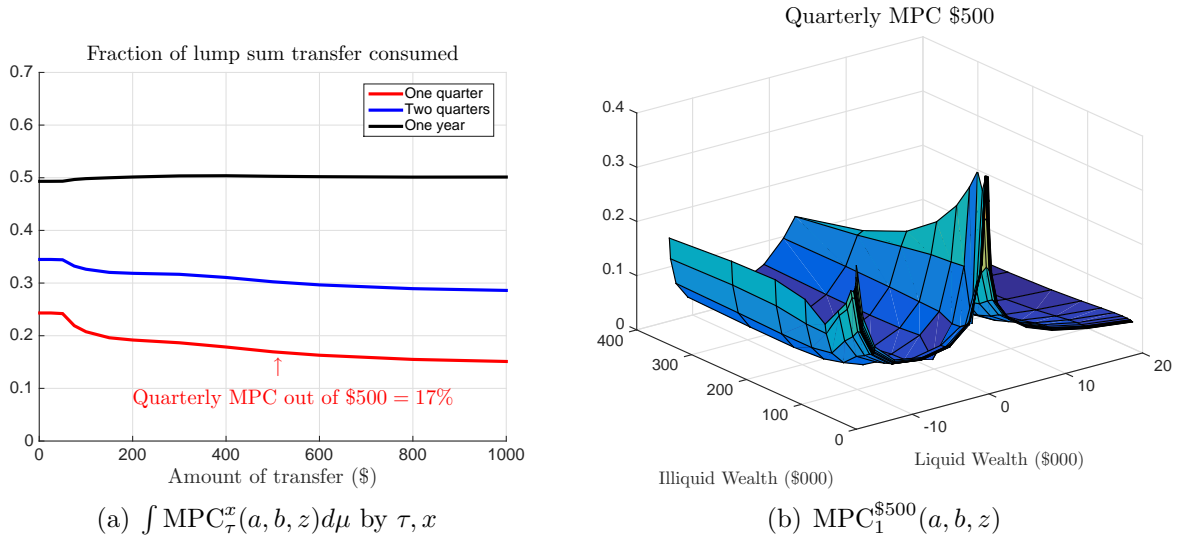 Fraction of lump sum transfer consumed
0.7
0.6
0.5
0.4
0.3
0.2
0.1
0
One quarter
Two quarters
One year
↑
Quarterly MPC out of $500 = 17%
0 200 400 600 800 1000
Amount of transfer ($)
(a) ∫ MPC^x_τ(a, b, z)dμ by τ, x
Quarterly MPC $500
0.4
0.3
0.2
0.1
0
400
300
200
100
0
-10
0
10
20
Illiquid Wealth ($000)
Liquid Wealth ($000)
(b) MPC^$500_1(a, b, z)